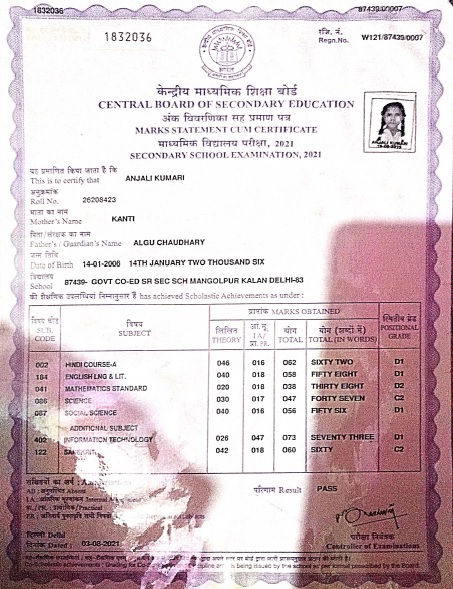 1832036
87439/0007
1832036
रजि. नं.
Regn.No. W121/87439/0007
केन्द्रीय माध्यमिक शिक्षा बोर्ड
CENTRAL BOARD OF SECONDARY EDUCATION
अंक विवरणिका सह प्रमाण पत्र
MARKS STATEMENT CUM CERTIFICATE
माध्यमिक विद्यालय परीक्षा, 2021
SECONDARY SCHOOL EXAMINATION, 2021
ANJALI KUMARI
यह प्रमाणित किया जाता है कि
This is to certify that ANJALI KUMARI
अनुक्रमांक
Roll No. 26208423
माता का नाम
Mother's Name KANTI
पिता/संरक्षक का नाम
Father's / Guardian's Name ALGU CHAUDHARY
जन्म तिथि
Date of Birth 14-01-2006 14TH JANUARY TWO THOUSAND SIX
विद्यालय
School 87439- GOVT CO-ED SR SEC SCH MANGOLPUR KALAN DELHI-83
की शैक्षिक उपलब्धियां निम्नानुसार हैं has achieved Scholastic Achievements as under :
प्राप्तांक MARKS OBTAINED
विषय कोड SUB. CODE
विषय SUBJECT
लिखित THEORY
आ.मू./प्रा. IA/PR.
योग TOTAL
योग (शब्दों में) TOTAL (IN WORDS)
स्थितीय ग्रेड POSITIONAL GRADE
002 HINDI COURSE-A 046 016 062 SIXTY TWO D1
184 ENGLISH LNG & LIT. 040 018 058 FIFTY EIGHT D1
041 MATHEMATICS STANDARD 020 018 038 THIRTY EIGHT D2
086 SCIENCE 030 017 047 FORTY SEVEN C2
087 SOCIAL SCIENCE 040 016 056 FIFTY SIX D1
ADDITIONAL SUBJECT
402 INFORMATION TECHNOLOGY 026 047 073 SEVENTY THREE D1
122 042 018 060 SIXTY C2
संक्षिप्तियों का अर्थ :
AB : अनुपस्थित Absent
परिणाम Result PASS
दिल्ली Delhi
दिनांक Dated : 03-08-2021
परीक्षा नियंत्रक
Controller of Examinations